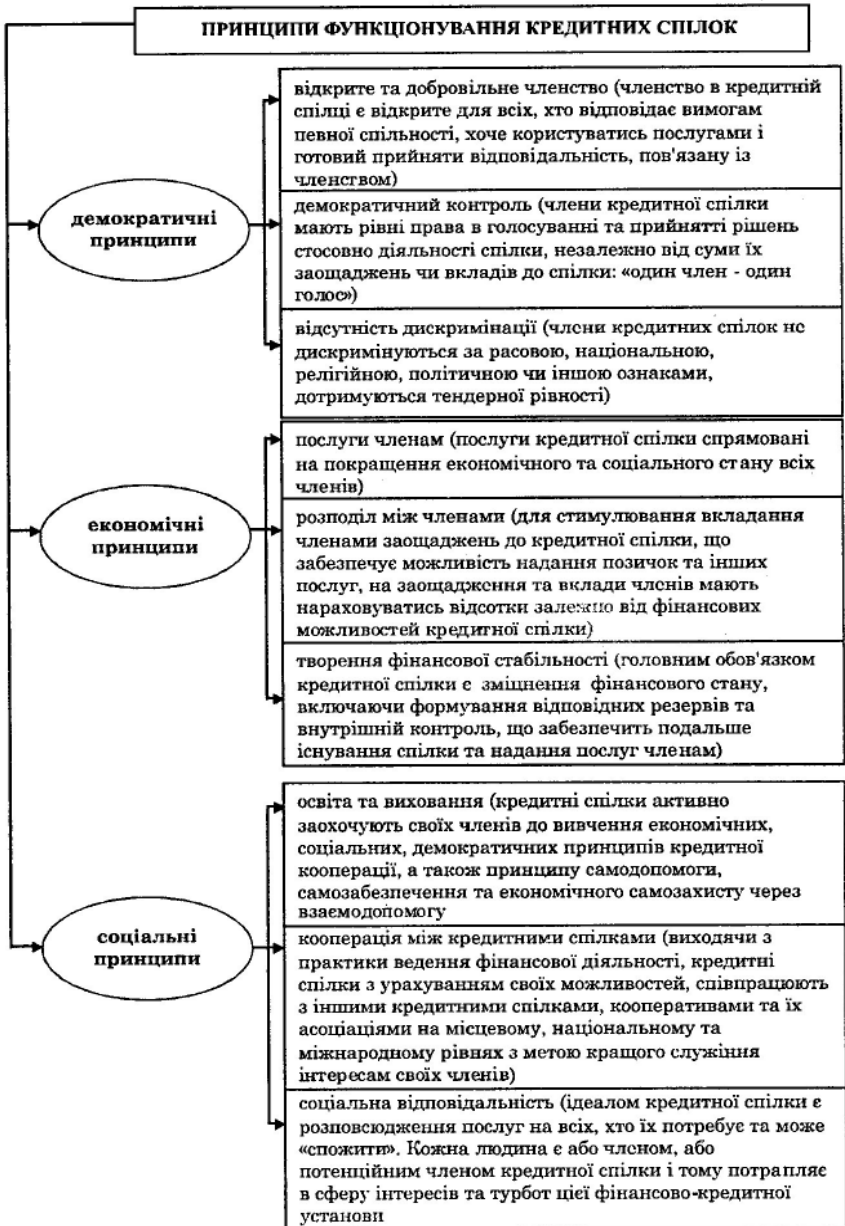 ПРИНЦИПИ ФУНКЦІОНУВАННЯ КРЕДИТНИХ СПІЛОК
демократичні
принципи
відкрите та добровільне членство (членство в кредитній
спілці є відкрите для всіх, хто відповідає вимогам
певної спільності, хоче користуватись послугами і
готовий прийняти відповідальність, пов'язану із
членством)
демократичний контроль (члени кредитної спілки
мають рівні права в голосуванні та прийнятті рішень
стосовно діяльності спілки, незалежно від суми їх
заощаджень чи вкладів до спілки: «один член - один
голос»)
відсутність дискримінації (члени кредитних спілок не
дискримінуються за расовою, національною,
релігійною, політичною чи іншою ознаками,
дотримуються тендерної рівності)
економічні
принципи
послуги членам (послуги кредитної спілки спрямовані
на покращення економічного та соціального стану всіх
членів)
розподіл між членами (для стимулювання вкладання
членами заощаджень до кредитної спілки, що
забезпечує можливість надання позичок та інших
послуг, на заощадження та вклади членів мають
нараховуватись відсотки залежно від фінансових
можливостей кредитної спілки)
творення фінансової стабільності (головним обов'язком
кредитної спілки є зміцнення фінансового стану,
включаючи формування відповідних резервів та
внутрішній контроль, що забезпечить подальше
існування спілки та надання послуг членам)
соціальні
принципи
освіта та виховання (кредитні спілки активно
заохочують своїх членів до вивчення економічних,
соціальних, демократичних принципів кредитної
кооперації, а також принципу самодопомоги,
самозабезпечення та економічного самозахисту через
взаємодопомогу
кооперація між кредитними спілками (виходячи з
практики ведення фінансової діяльності, кредитні
спілки з урахуванням своїх можливостей, співпрацюють
з іншими кредитними спілками, кооперативами та їх
асоціаціями на місцевому, національному та
міжнародному рівнях з метою кращого служіння
інтересам своїх членів)
соціальна відповідальність (ідеалом кредитної спілки є
розповсюдження послуг на всіх, хто їх потребує та може
«спожити». Кожна людина є або членом, або
потенційним членом кредитної спілки і тому потрапляє
в сферу інтересів та турбот цієї фінансово-кредитної
установи